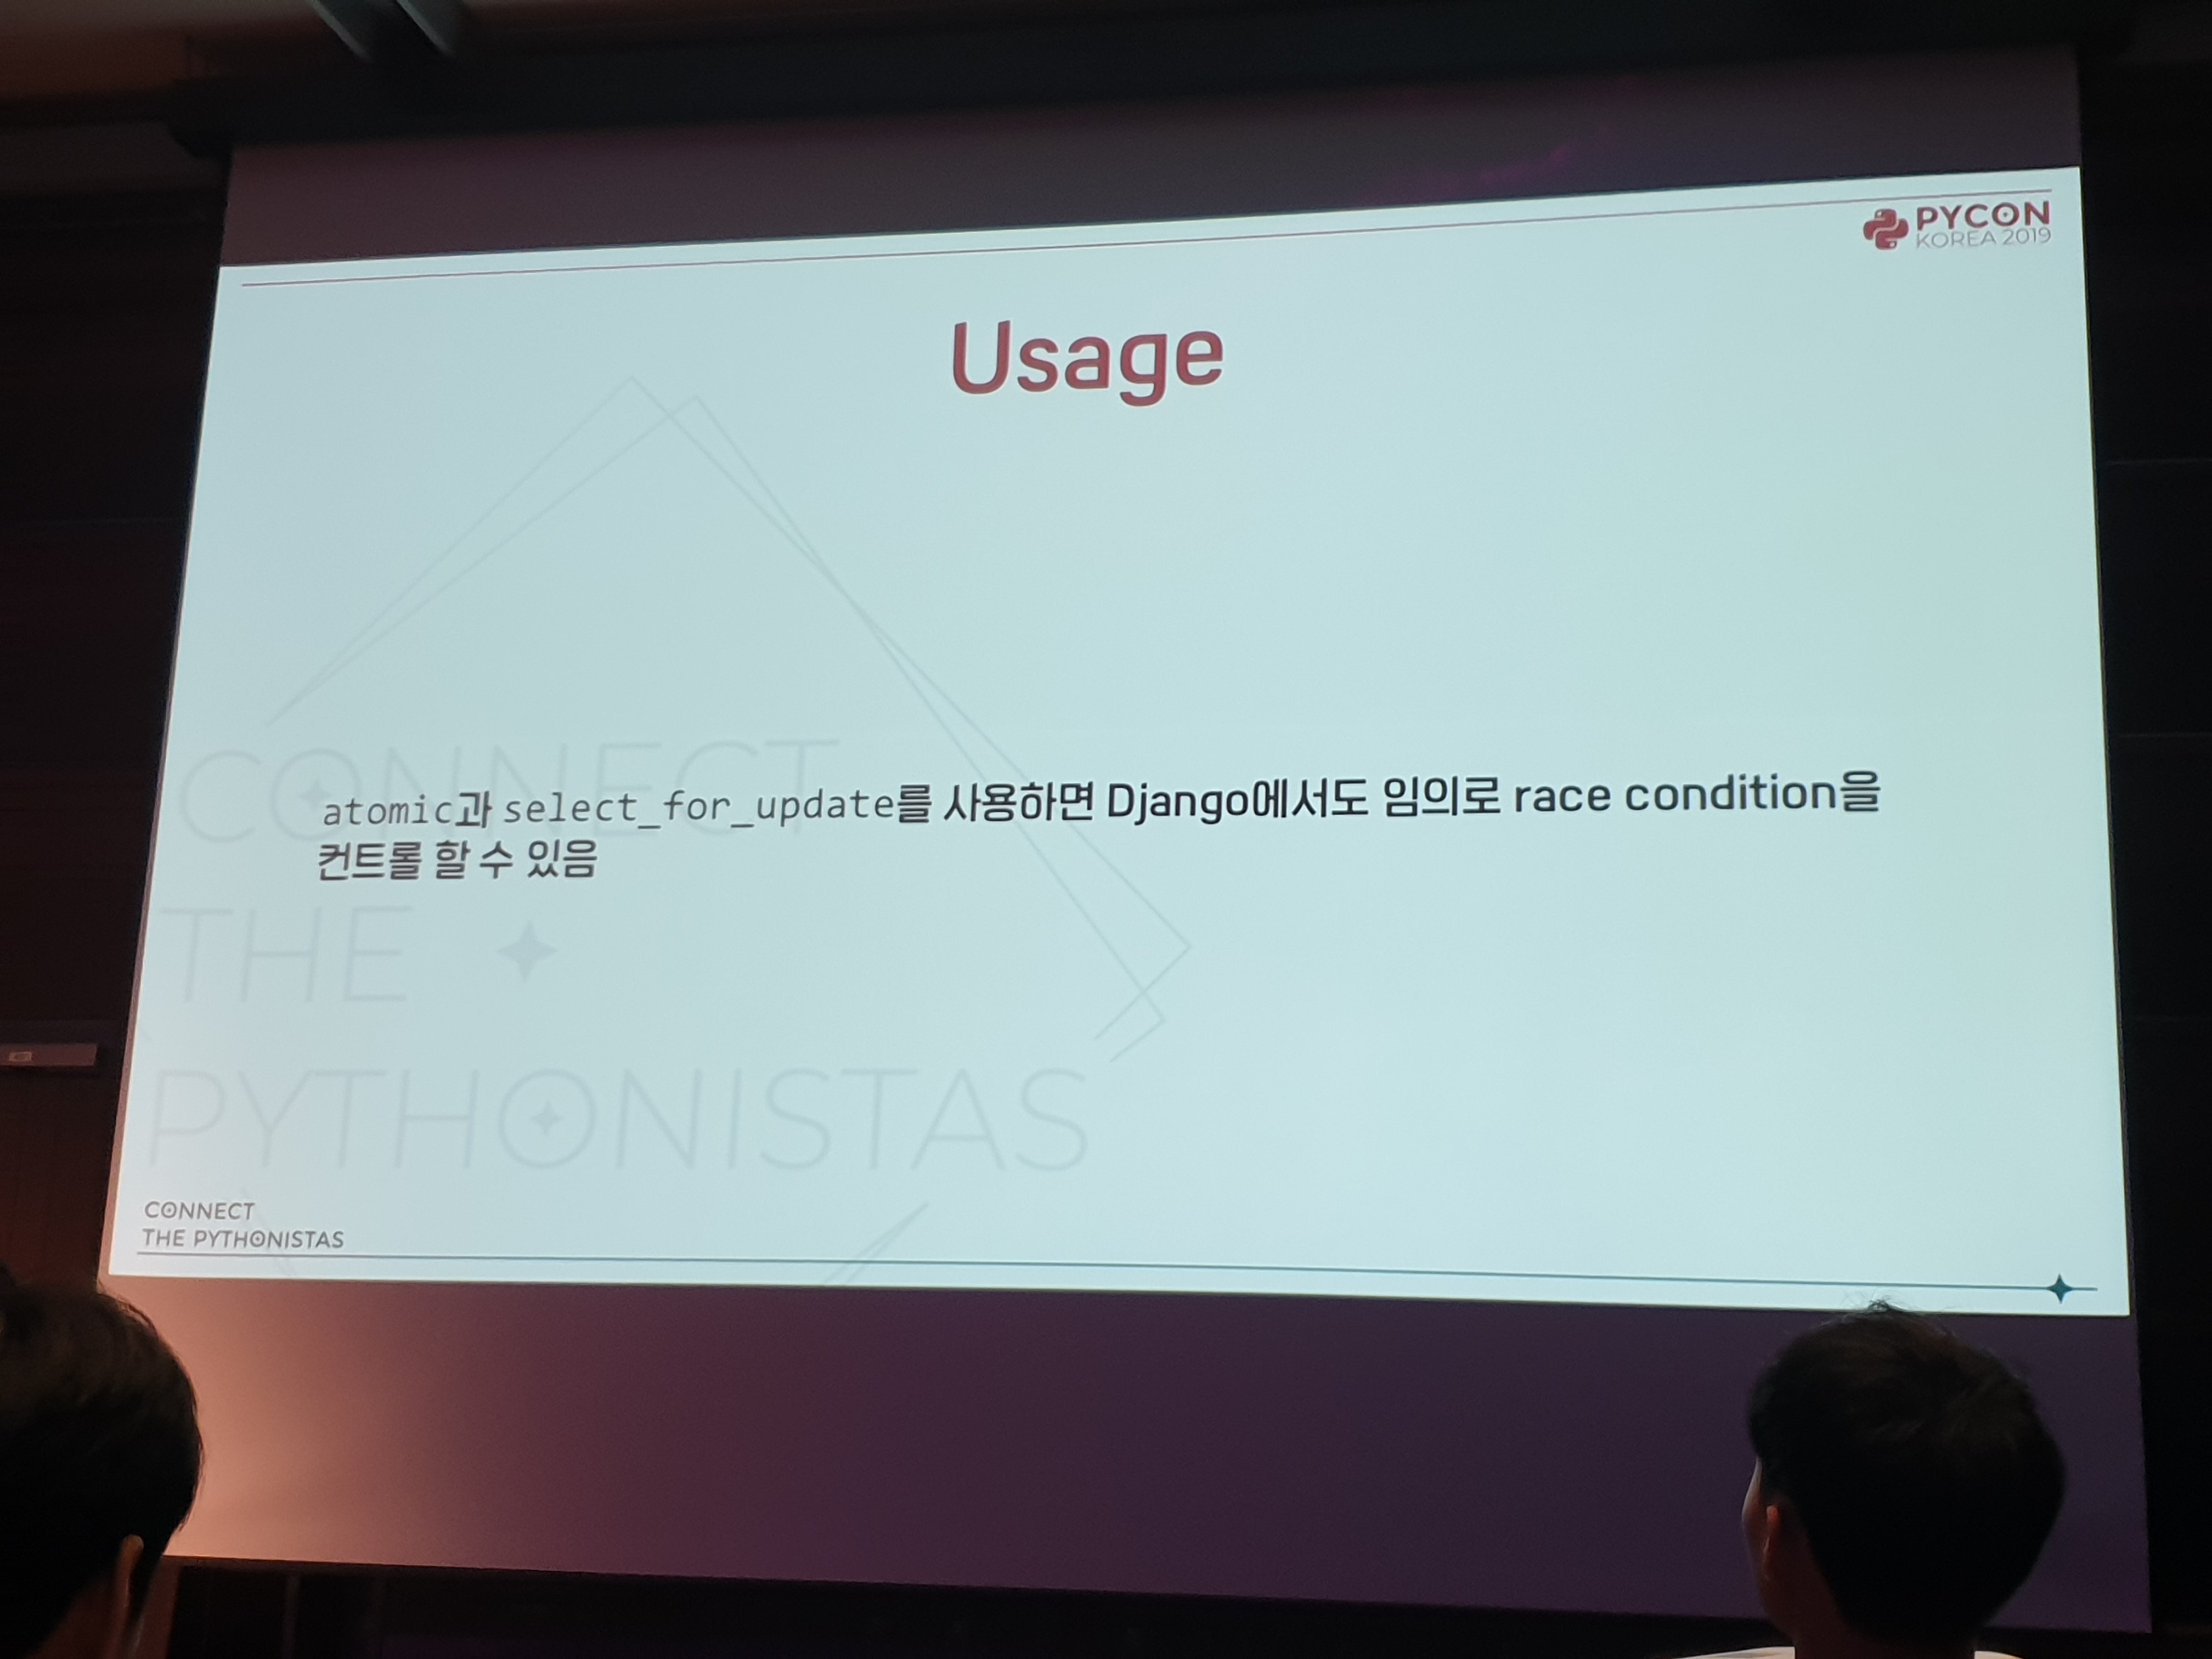 PYCON
KOREA 2019
Usage
atomic과 select_for_update를 사용하면 Django에서도 임의로 race condition을
컨트롤 할 수 있음
CONNECT
THE
PYTHONISTAS
CONNECT
THE PYTHONISTAS